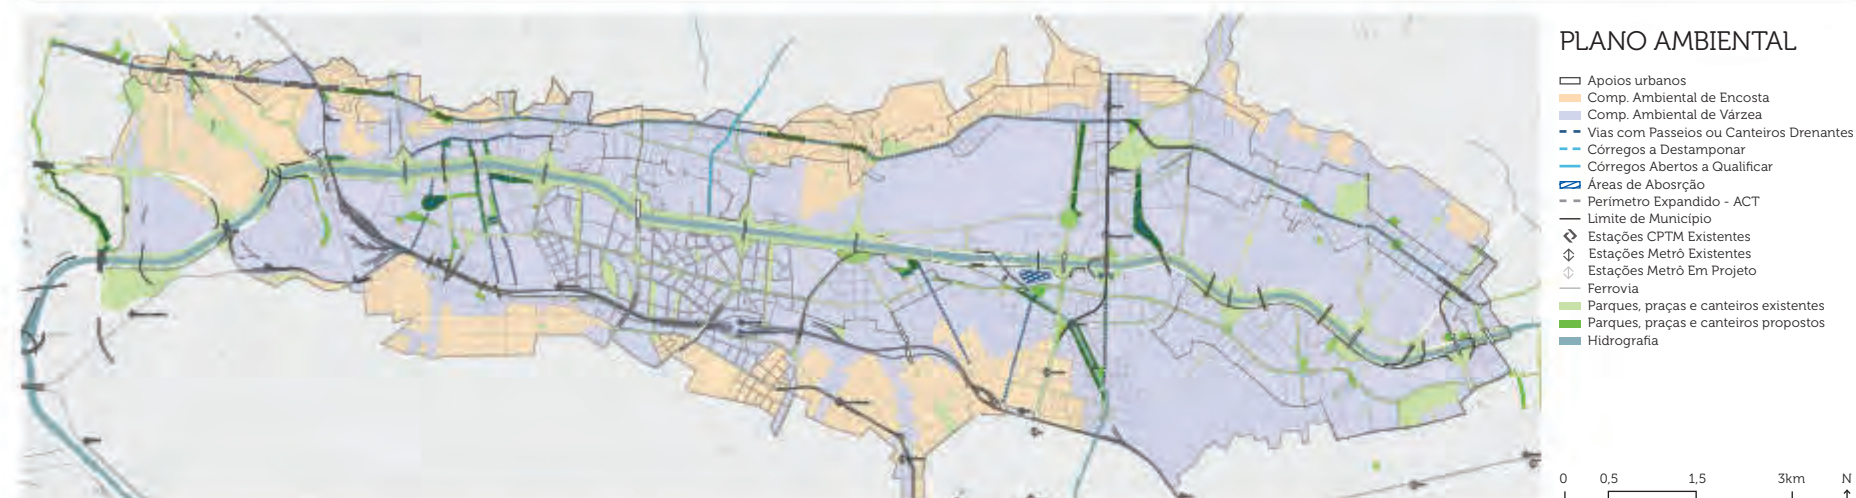 PLANO AMBIENTAL
Apoios urbanos
Comp. Ambiental de Encosta
Comp. Ambiental de Várzea
Vias com Passeios ou Canteiros Drenantes
Córregos a Destamponar
Córregos Abertos a Qualificar
Áreas de Abosrção
Perímetro Expandido - ACT
Limite de Município
Estações CPTM Existentes
Estações Metrô Existentes
Estações Metrô Em Projeto
Ferrovia
Parques, praças e canteiros existentes
Parques, praças e canteiros propostos
Hidrografia
0 0,5 1,5 3km N